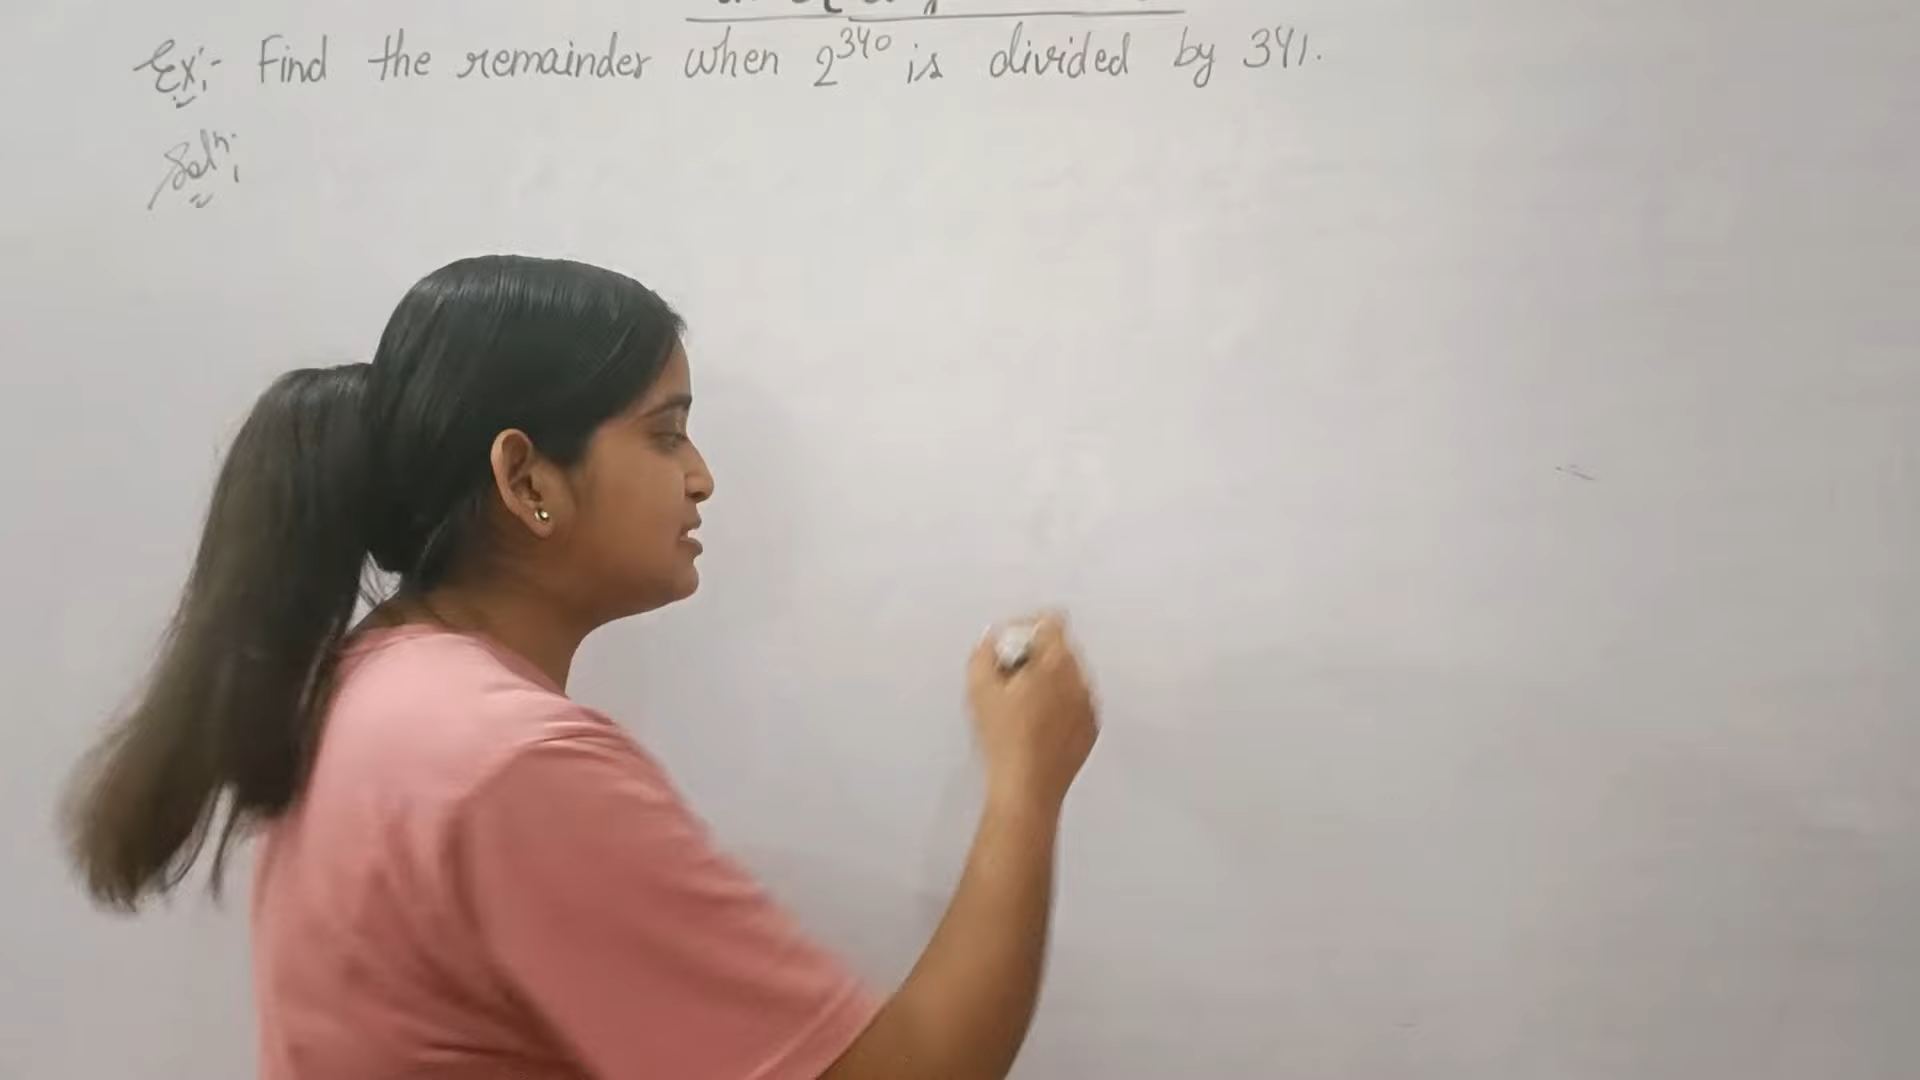 Ex:- Find the remainder when 2³⁴⁰ is divided by 341.
Solⁿ: